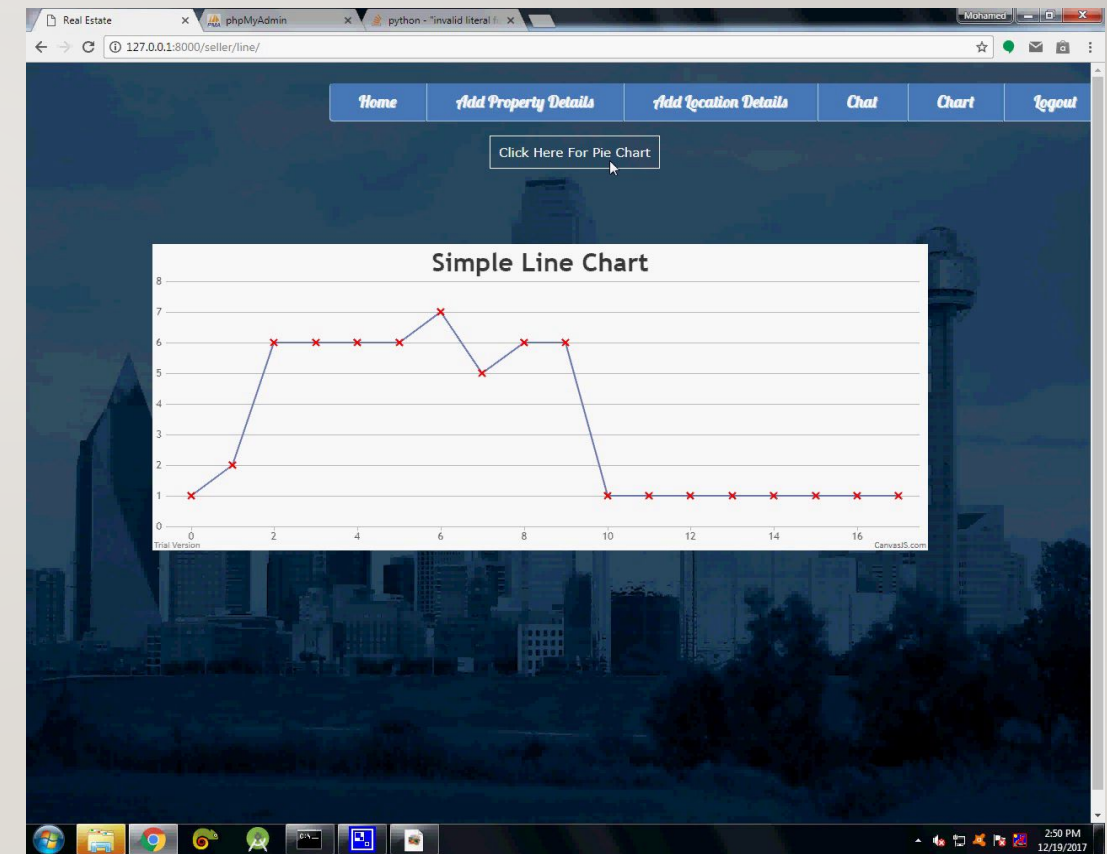 Real Estate
phpMyAdmin
python - "invalid literal f
Mohamed
127.0.0.1:8000/seller/line/
Home Add Property Details Add Location Details Chat Chart Logout
Click Here For Pie Chart
Simple Line Chart
8
7
6
5
4
3
2
1
0
0 2 4 6 8 10 12 14 16
Trial Version
CanvasJS.com
2:50 PM
12/19/2017